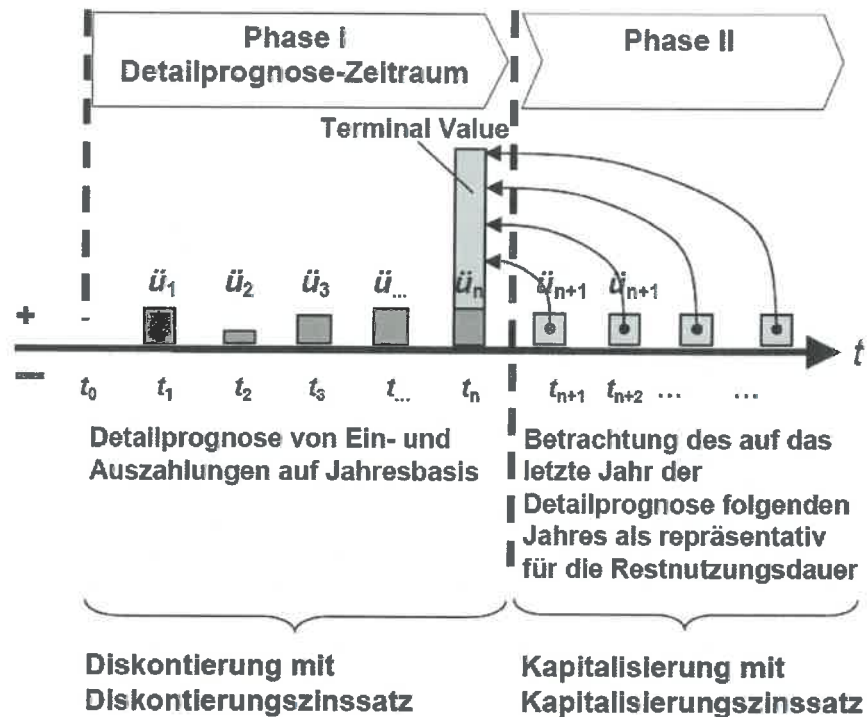 Phase I
Detailprognose-Zeitraum
Phase II
Terminal Value
ü1 ü2 ü3 ü... ün ün+1 ün+1
+
−
t
t0 t1 t2 t3 t... tn tn+1 tn+2 ... ...
Detailprognose von Ein- und
Auszahlungen auf Jahresbasis
Betrachtung des auf das
letzte Jahr der
Detailprognose folgenden
Jahres als repräsentativ
für die Restnutzungsdauer
Diskontierung mit
Diskontierungszinssatz
Kapitalisierung mit
Kapitalisierungszinssatz